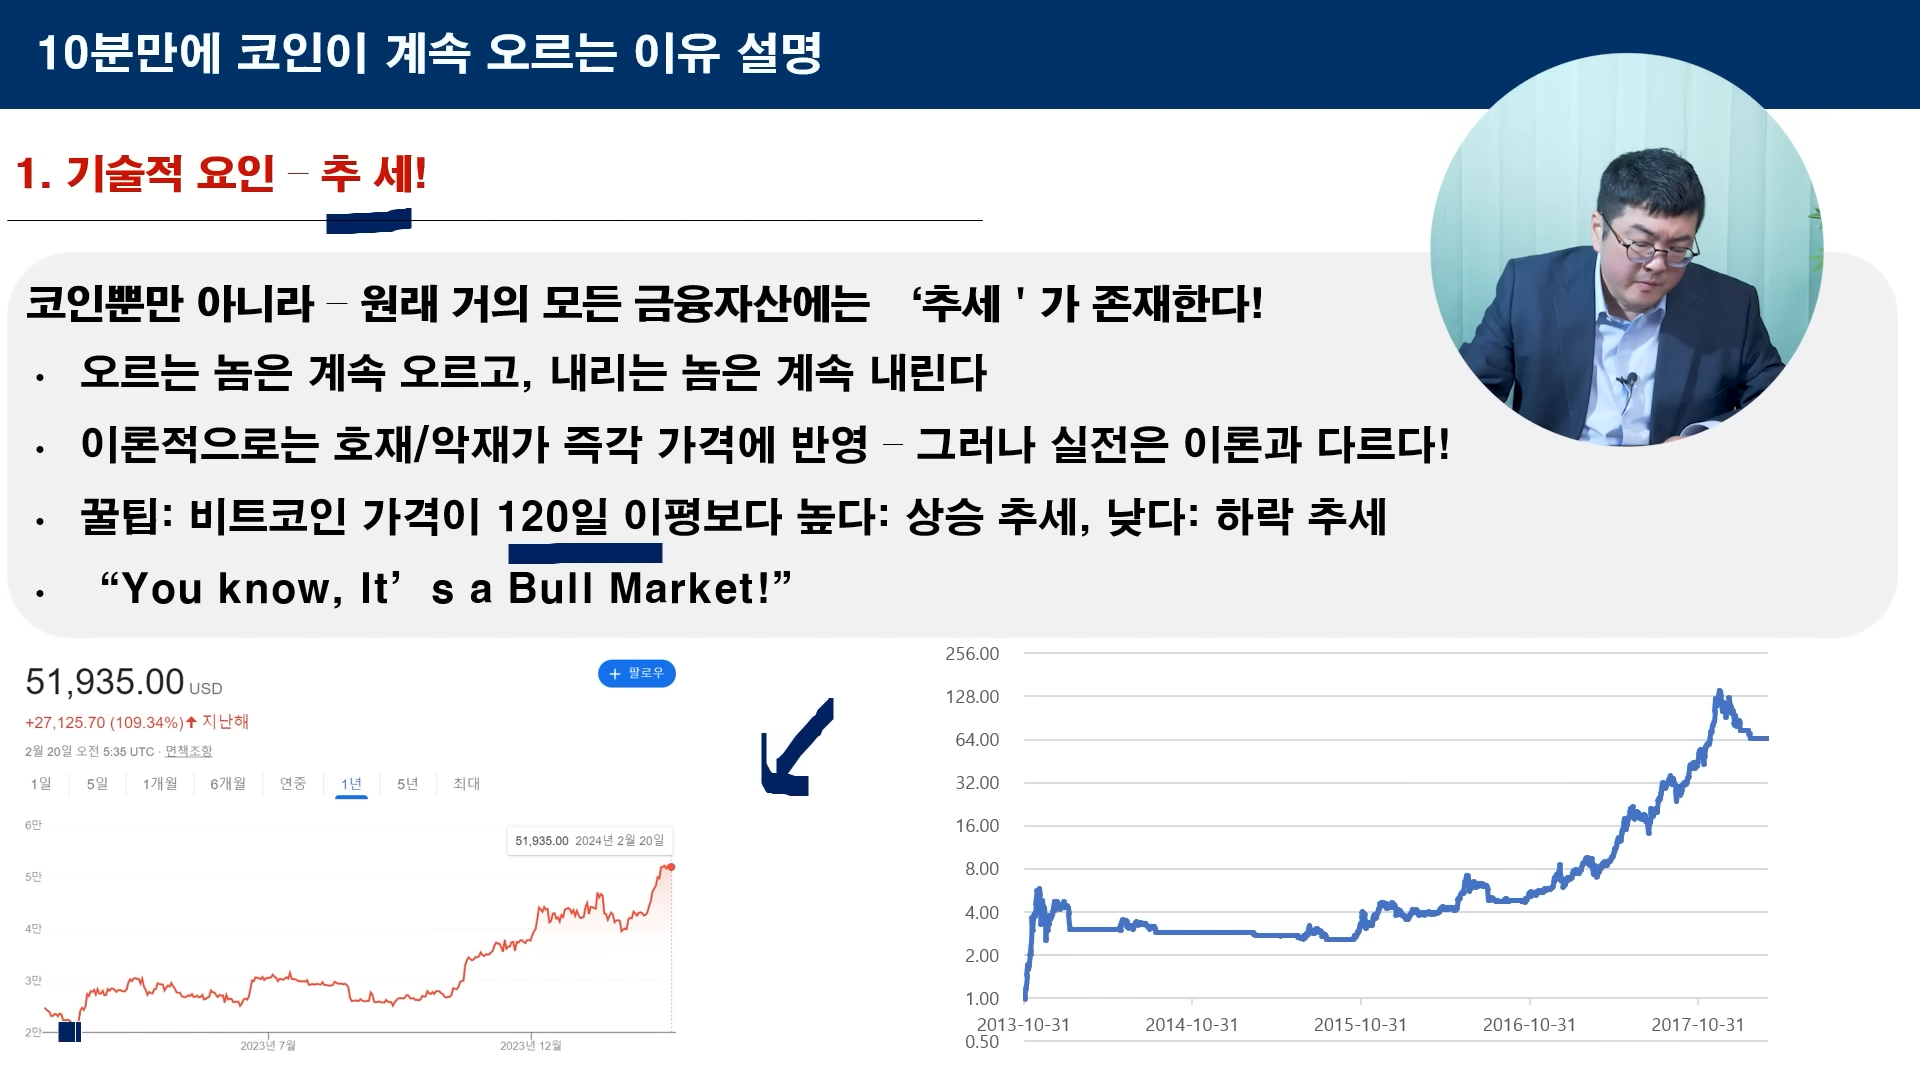 10분만에 코인이 계속 오르는 이유 설명
1. 기술적 요인 – 추 세!
코인뿐만 아니라 – 원래 거의 모든 금융자산에는 ‘추세 ' 가 존재한다!
• 오르는 놈은 계속 오르고, 내리는 놈은 계속 내린다
• 이론적으로는 호재/악재가 즉각 가격에 반영 – 그러나 실전은 이론과 다르다!
• 꿀팁: 비트코인 가격이 120일 이평보다 높다: 상승 추세, 낮다: 하락 추세
• “You know, It’ s a Bull Market!”
51,935.00 USD
+ 팔로우
+27,125.70 (109.34%)↑ 지난해
2월 20일 오전 5:35 UTC · 면책조항
1일 5일 1개월 6개월 연중 1년 5년 최대
51,935.00 2024년 2월 20일
6만
5만
4만
3만
2만
2023년 7월 2023년 12월
256.00
128.00
64.00
32.00
16.00
8.00
4.00
2.00
1.00
2013-10-31 2014-10-31 2015-10-31 2016-10-31 2017-10-31
0.50